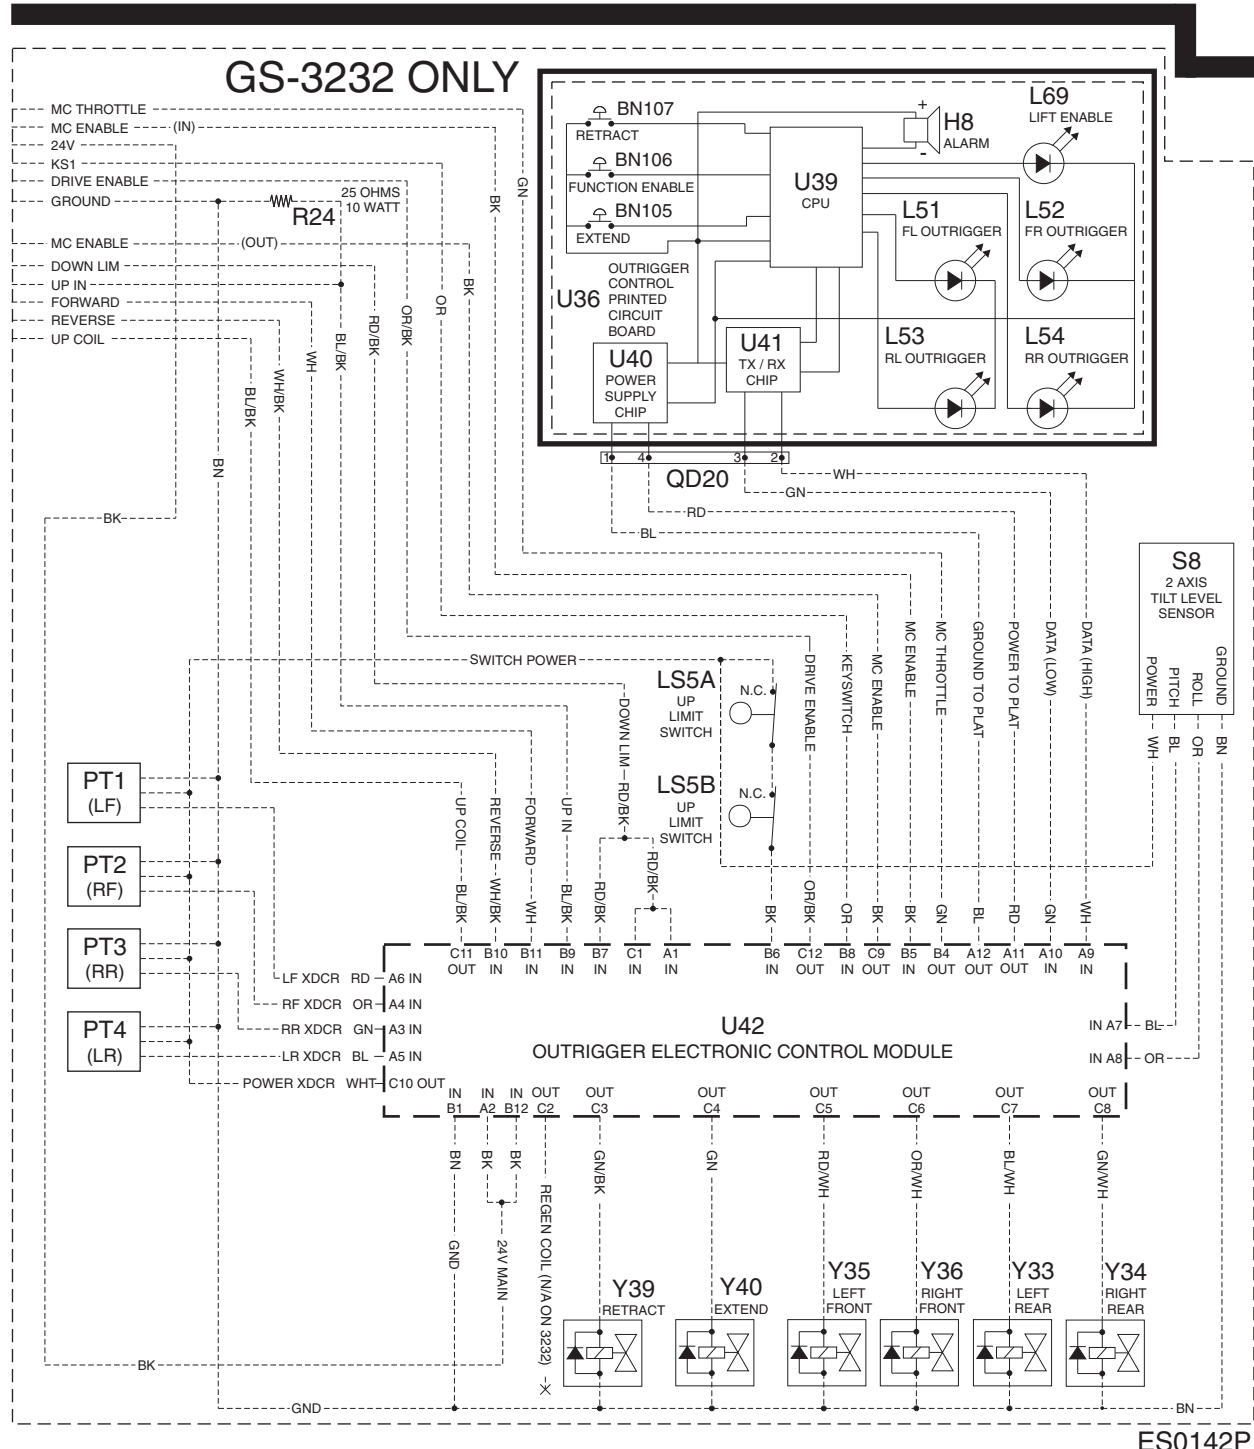 GS-3232 ONLY
MC THROTTLE
MC ENABLE (IN)
24V
KS1
DRIVE ENABLE
GROUND
R24
25 OHMS
10 WATT
MC ENABLE (OUT)
DOWN LIM
UP IN
FORWARD
REVERSE
UP COIL
BN107
RETRACT
BN106
FUNCTION ENABLE
BN105
EXTEND
U39
CPU
+
-
H8
ALARM
L69
LIFT ENABLE
L51
FL OUTRIGGER
L52
FR OUTRIGGER
L53
RL OUTRIGGER
L54
RR OUTRIGGER
U36
OUTRIGGER
CONTROL
PRINTED
CIRCUIT
BOARD
U40
POWER
SUPPLY
CHIP
U41
TX / RX
CHIP
1 4 3 2
QD20
WH
GN
RD
BL
GN
BK
BK
OR
OR/BK
RD/BK
BL/BK
WH
WH/BK
BL/BK
BN
BK
S8
2 AXIS
TILT LEVEL
SENSOR
POWER
PITCH
ROLL
GROUND
WH
BL
OR
BN
SWITCH POWER
LS5A
UP
LIMIT
SWITCH
N.C.
LS5B
UP
LIMIT
SWITCH
N.C.
DOWN LIM
RD/BK
RD/BK
RD/BK
DRIVE ENABLE
KEYSWITCH
MC ENABLE
MC ENABLE
MC THROTTLE
GROUND TO PLAT
POWER TO PLAT
DATA (LOW)
DATA (HIGH)
UP COIL
REVERSE
FORWARD
UP IN
BL/BK
WH/BK
WH
BL/BK
BK
OR/BK
OR
BK
BK
GN
BL
RD
GN
WH
PT1
(LF)
PT2
(RF)
PT3
(RR)
PT4
(LR)
C11 OUT
B10 IN
B11 IN
B9 IN
B7 IN
C1 IN
A1 IN
B6 IN
C12 OUT
B8 IN
C9 OUT
B5 IN
B4 OUT
A12 OUT
A11 OUT
A10 IN
A9 IN
LF XDCR RD A6 IN
RF XDCR OR A4 IN
RR XDCR GN A3 IN
LR XDCR BL A5 IN
POWER XDCR WHT C10 OUT
U42
OUTRIGGER ELECTRONIC CONTROL MODULE
IN A7 BL
IN A8 OR
IN B1
IN A2
IN B12
OUT C2
OUT C3
OUT C4
OUT C5
OUT C6
OUT C7
OUT C8
BN
BK
BK
REGEN COIL (N/A ON 3232)
GN/BK
GN
RD/WH
OR/WH
BL/WH
GN/WH
GND
24V MAIN
Y39
RETRACT
Y40
EXTEND
Y35
LEFT
FRONT
Y36
RIGHT
FRONT
Y33
LEFT
REAR
Y34
RIGHT
REAR
BK
GND
BN
ES0142P